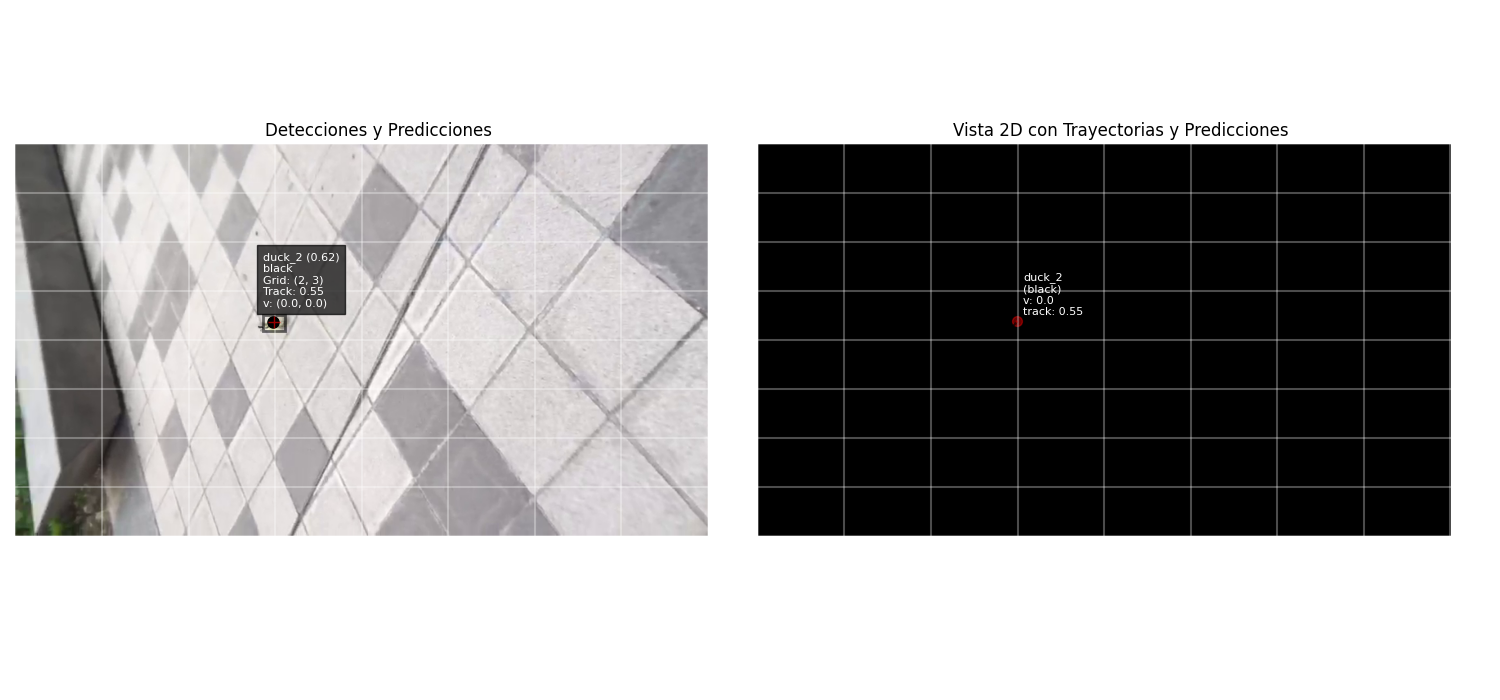 Detecciones y Predicciones
duck_2 (0.62)
black
Grid: (2, 3)
Track: 0.55
v: (0.0, 0.0)
Vista 2D con Trayectorias y Predicciones
duck_2
(black)
v: 0.0
track: 0.55